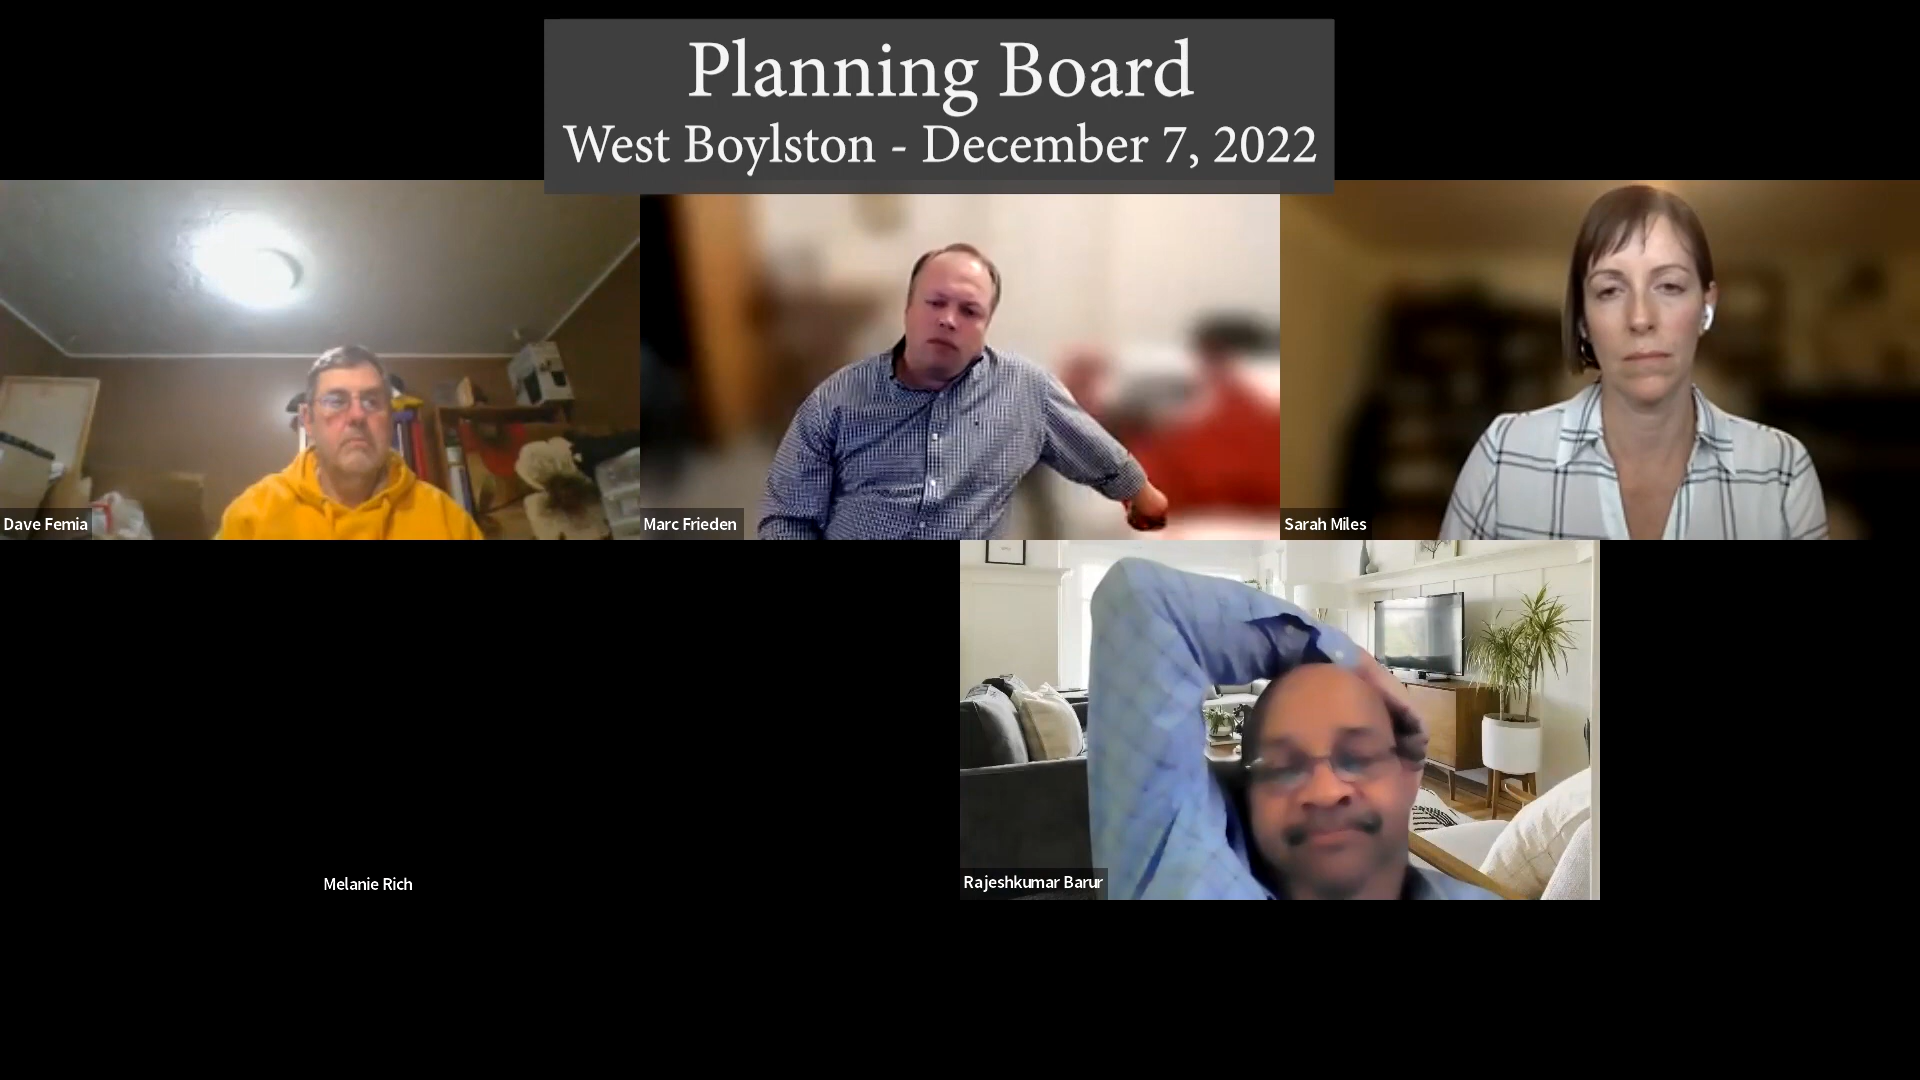 Planning Board
West Boylston - December 7, 2022
Dave Femia
Marc Frieden
Sarah Miles
Melanie Rich
Rajeshkumar Barur